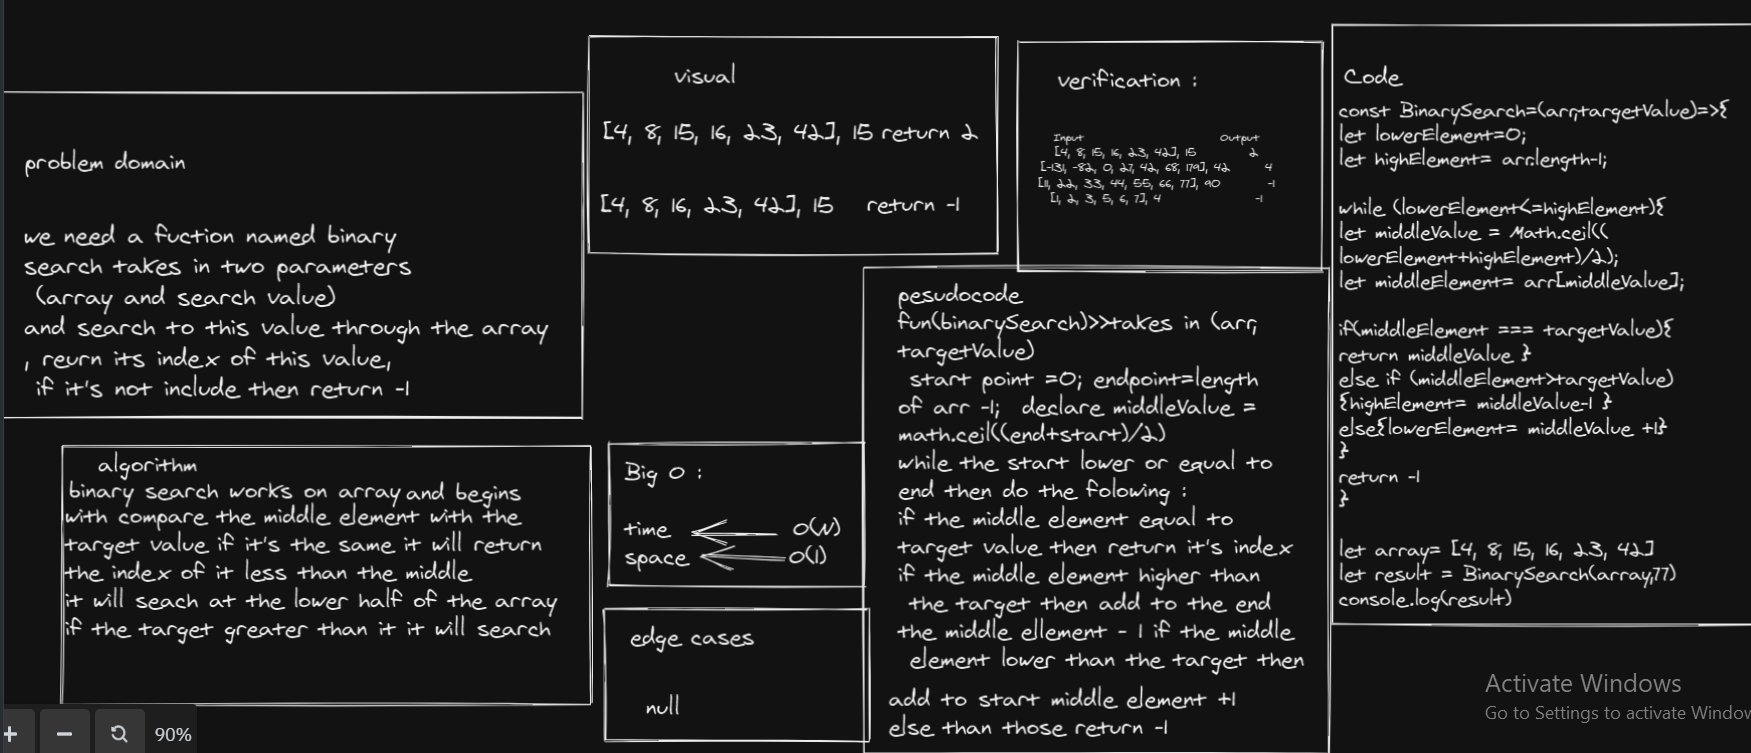 problem domain
we need a fuction named binary
search takes in two parameters
(array and search value)
and search to this value through the array
, reurn its index of this value,
if it's not include then return -1
algorithm
binary search works on array and begins
with compare the middle element with the
target value if it's the same it will return
the index of it less than the middle
it will seach at the lower half of the array
if the target greater than it it will search
visual
[4, 8, 15, 16, 23, 42], 15 return 2
[4, 8, 16, 23, 42], 15 return -1
Big O :
time O(N)
space O(1)
edge cases
null
verification :
Input Output
[4, 8, 15, 16, 23, 42], 15 2
[-131, -82, 0, 27, 42, 68, 179], 42 4
[11, 22, 33, 44, 55, 66, 77], 90 -1
[1, 2, 3, 5, 6, 7], 4 -1
pesudocode
fun(binarySearch)>>takes in (arr,
targetValue)
start point =0; endpoint=length
of arr -1; declare middleValue =
math.ceil((end+start)/2)
while the start lower or equal to
end then do the folowing :
if the middle element equal to
target value then return it's index
if the middle element higher than
the target then add to the end
the middle ellement - 1 if the middle
element lower than the target then
add to start middle element +1
else than those return -1
Code
const BinarySearch=(arr,targetValue)=>{
let lowerElement=0;
let highElement= arr.length-1;
while (lowerElement<=highElement){
let middleValue = Math.ceil((
lowerElement+highElement)/2);
let middleElement= arr[middleValue];
if(middleElement === targetValue){
return middleValue }
else if (middleElement>targetValue)
{highElement= middleValue-1 }
else{lowerElement= middleValue +1}
}
return -1
}
let array= [4, 8, 15, 16, 23, 42]
let result = BinarySearch(array,77)
console.log(result)
Activate Windows
Go to Settings to activate Window
90%